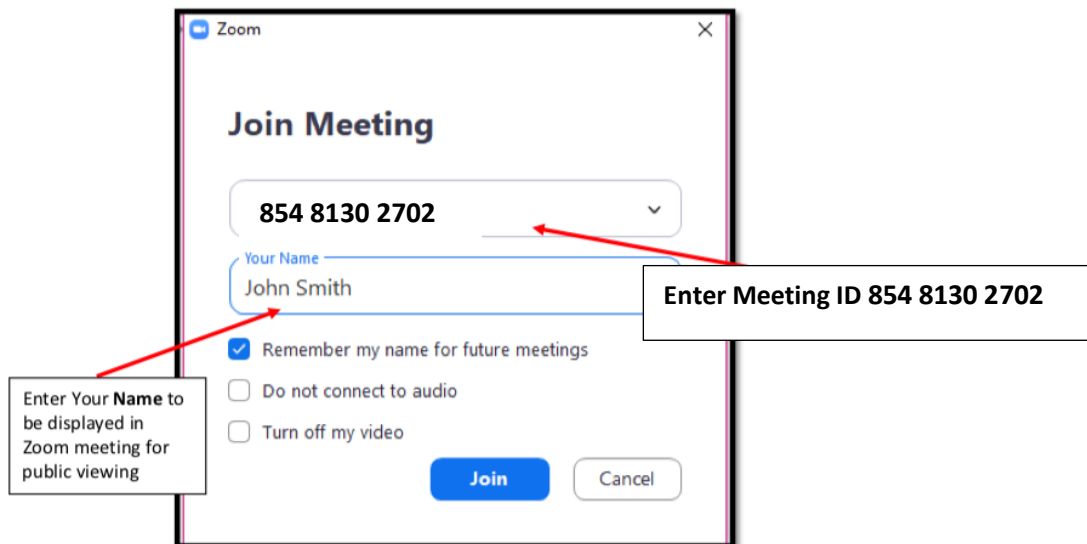 Zoom
Join Meeting
854 8130 2702
Your Name
John Smith
Enter Meeting ID 854 8130 2702
Remember my name for future meetings
Do not connect to audio
Turn off my video
Enter Your Name to
be displayed in
Zoom meeting for
public viewing
Join
Cancel